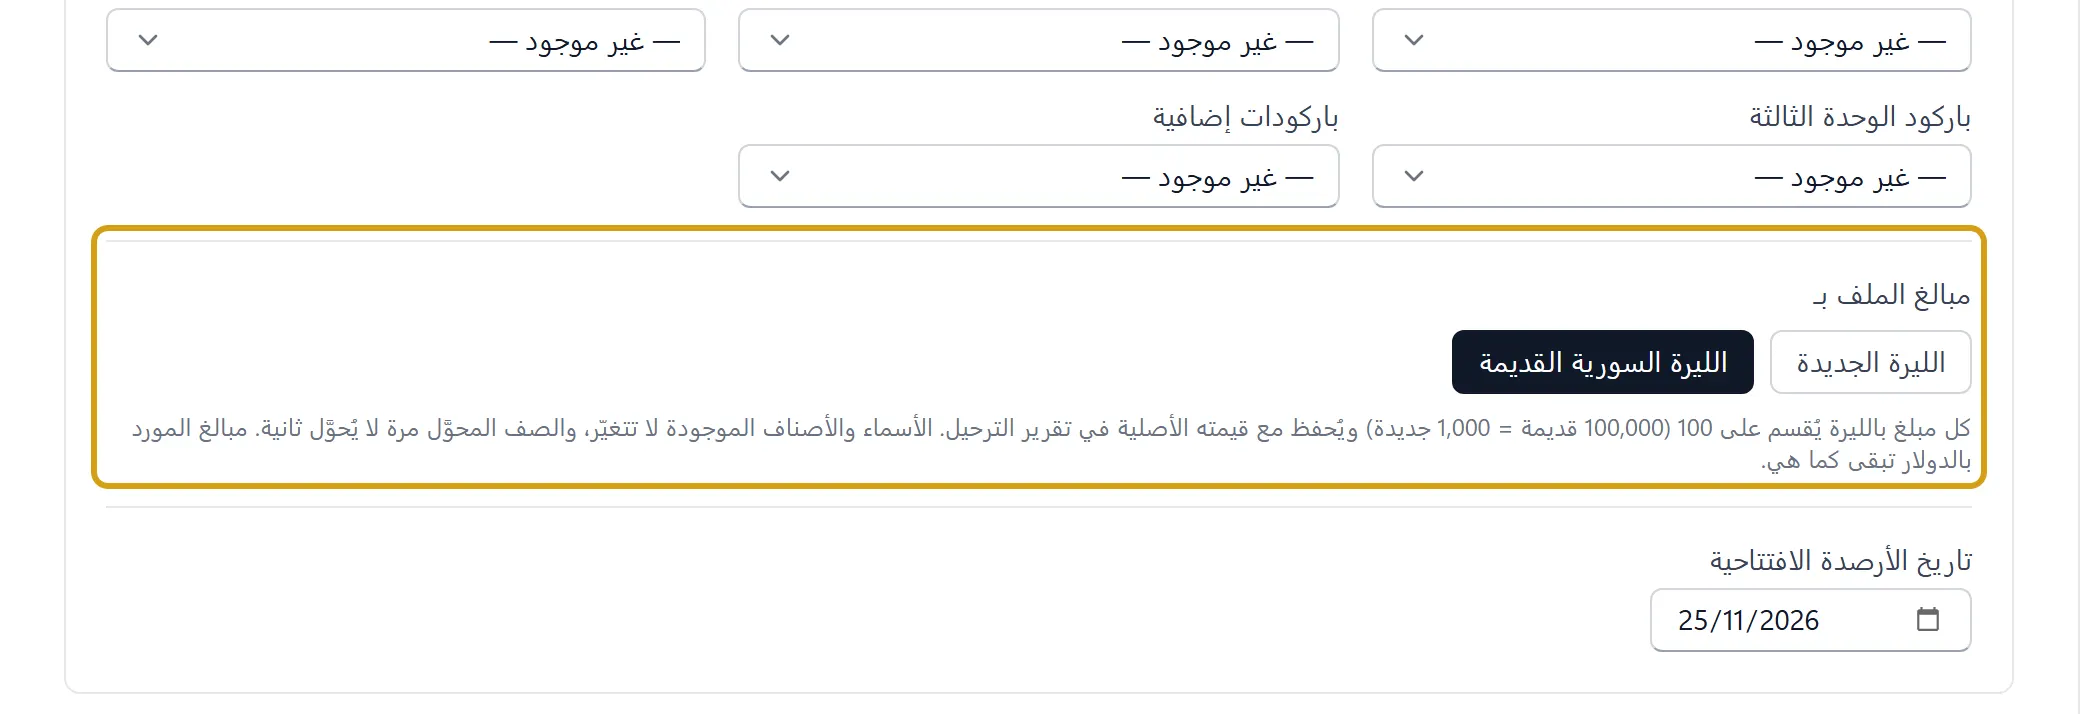 — غير موجود —
— غير موجود —
— غير موجود —
باركود الوحدة الثالثة
باركودات إضافية
— غير موجود —
— غير موجود —
مبالغ الملف بـ
الليرة الجديدة
الليرة السورية القديمة
كل مبلغ بالليرة يُقسم على 100 (100,000 قديمة = 1,000 جديدة) ويُحفظ مع قيمته الأصلية في تقرير الترحيل. الأسماء والأصناف الموجودة لا تتغيّر، والصف المحوَّل مرة لا يُحوَّل ثانية. مبالغ المورد
بالدولار تبقى كما هي.
تاريخ الأرصدة الافتتاحية
25/11/2026